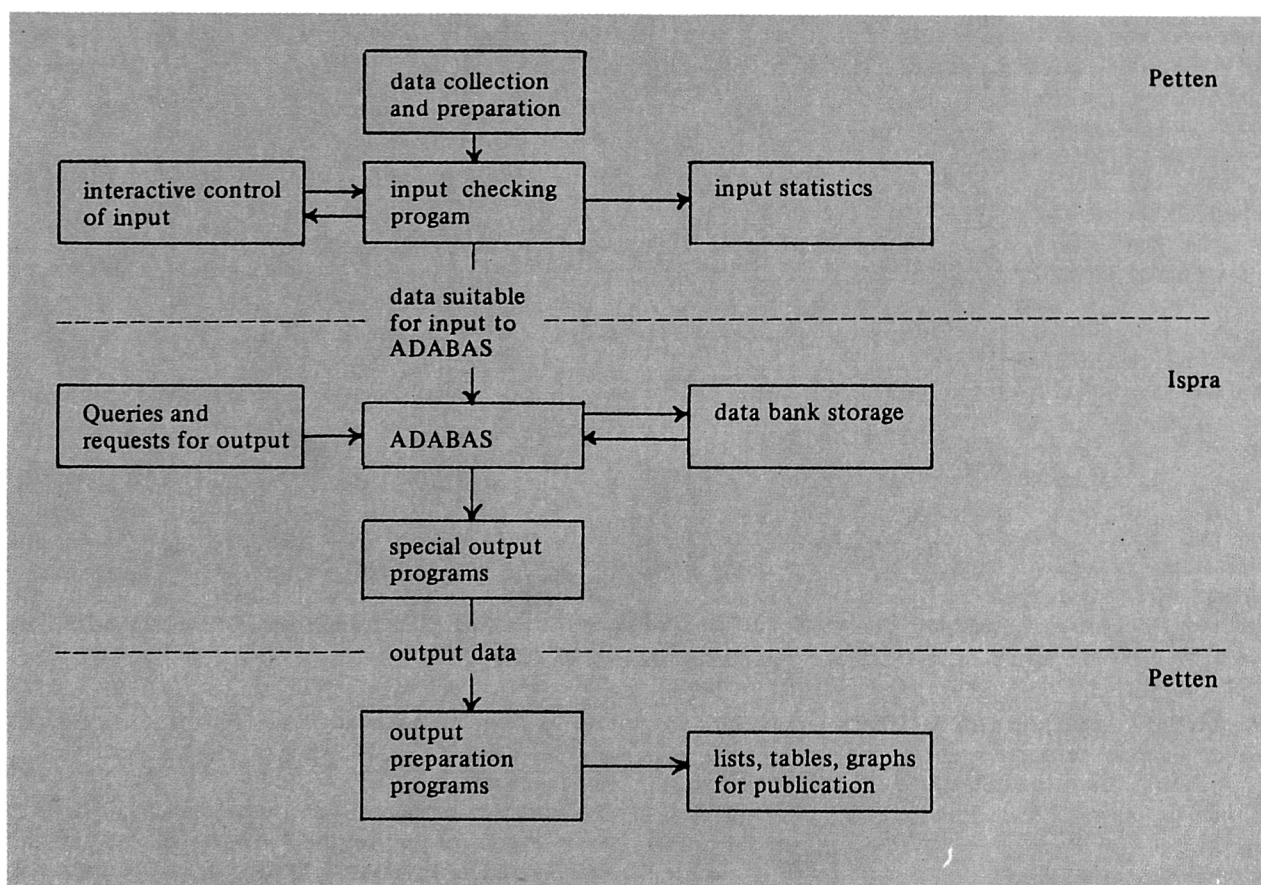 data collection
and preparation
Petten
interactive control
of input
input checking
progam
input statistics
data suitable
for input to
ADABAS
Ispra
Queries and
requests for output
ADABAS
data bank storage
special output
programs
output data
Petten
output
preparation
programs
lists, tables, graphs
for publication